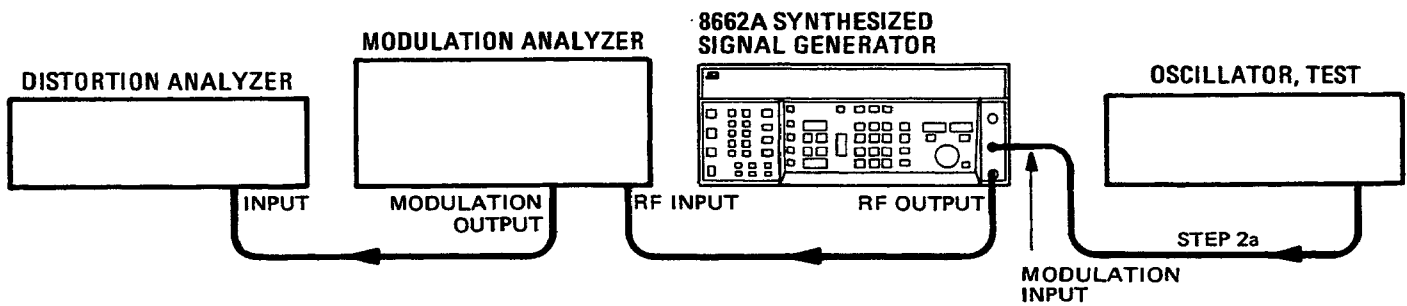 8662A SYNTHESIZED
SIGNAL GENERATOR
MODULATION ANALYZER
DISTORTION ANALYZER
OSCILLATOR, TEST
INPUT
MODULATION
OUTPUT
RF INPUT
RF OUTPUT
STEP 2a
MODULATION
INPUT